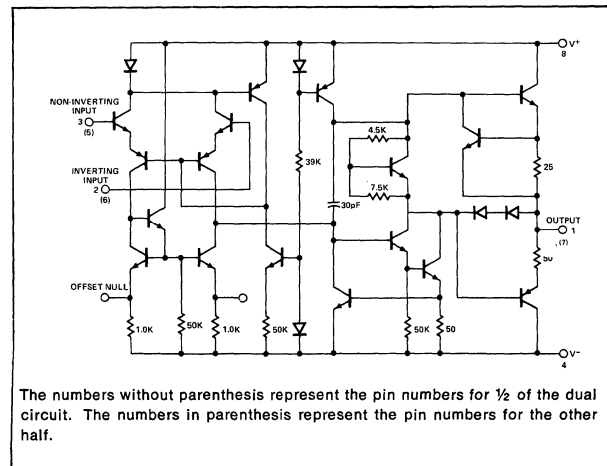 V+
8
NON-INVERTING
INPUT
3
(5)
4.5K
39K
25
INVERTING
INPUT
2
(6)
7.5K
30pF
OUTPUT
1
(7)
50
OFFSET NULL
1.0K
50K
1.0K
50K
50K
50
V-
4
The numbers without parenthesis represent the pin numbers for ½ of the dual
circuit. The numbers in parenthesis represent the pin numbers for the other
half.